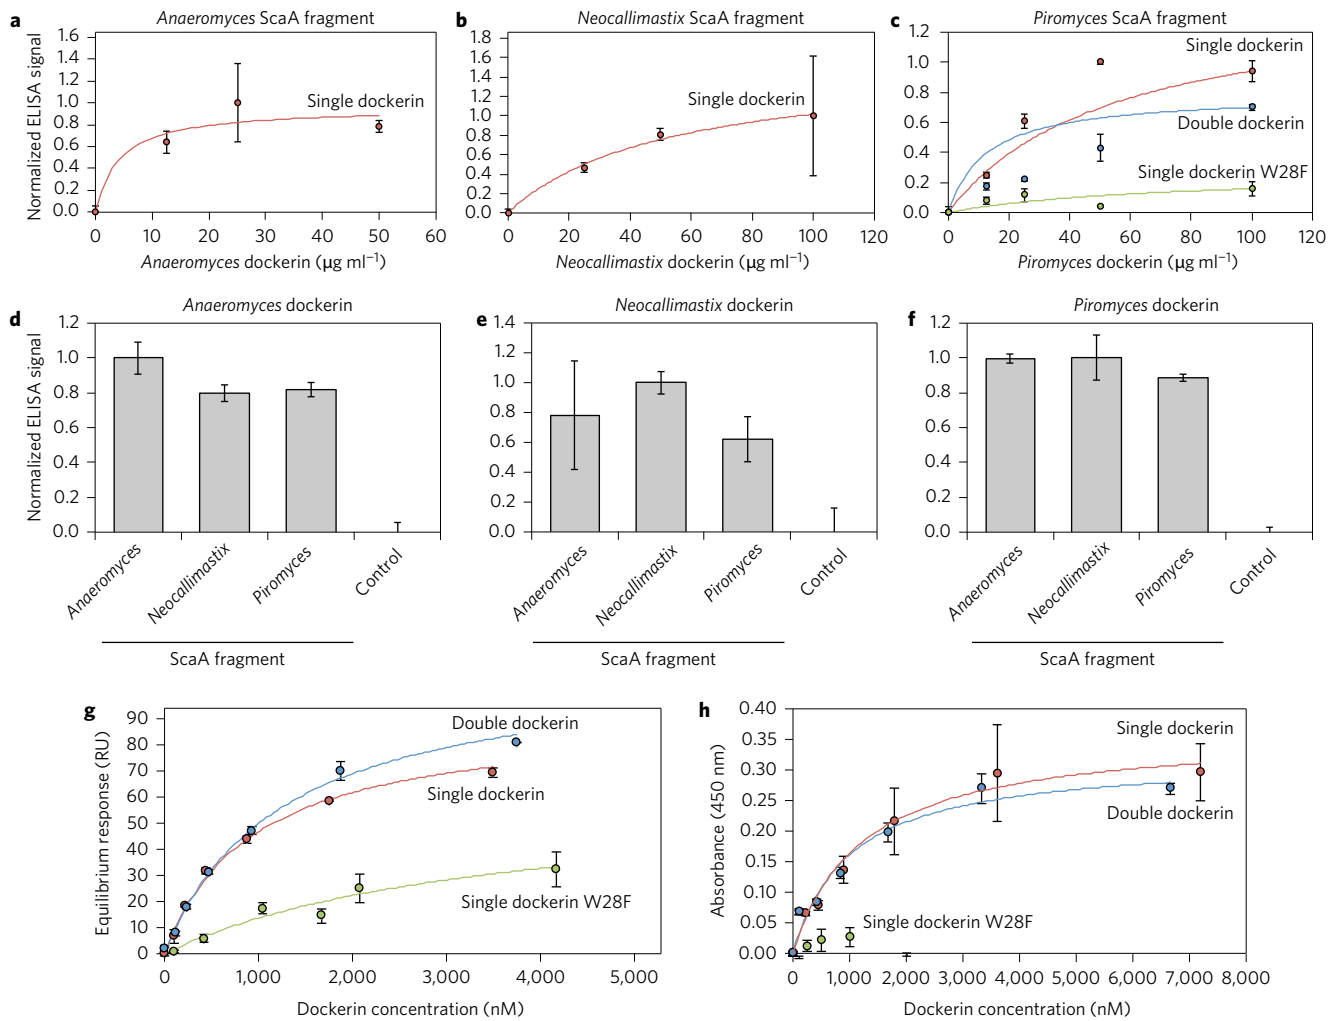 a
Anaeromyces ScaA fragment
Normalized ELISA signal
1.6
1.4
1.2
1.0
0.8
0.6
0.4
0.2
0.0
Single dockerin
0 10 20 30 40 50 60
Anaeromyces dockerin (µg ml⁻¹)
b
Neocallimastix ScaA fragment
1.8
1.6
1.4
1.2
1.0
0.8
0.6
0.4
0.2
0.0
Single dockerin
0 20 40 60 80 100 120
Neocallimastix dockerin (µg ml⁻¹)
c
Piromyces ScaA fragment
1.2
1.0
0.8
0.6
0.4
0.2
0.0
Single dockerin
Double dockerin
Single dockerin W28F
0 20 40 60 80 100 120
Piromyces dockerin (µg ml⁻¹)
d
Anaeromyces dockerin
Normalized ELISA signal
1.2
1.0
0.8
0.6
0.4
0.2
0.0
Anaeromyces
Neocallimastix
Piromyces
Control
ScaA fragment
e
Neocallimastix dockerin
1.4
1.2
1.0
0.8
0.6
0.4
0.2
0.0
Anaeromyces
Neocallimastix
Piromyces
Control
ScaA fragment
f
Piromyces dockerin
1.2
1.0
0.8
0.6
0.4
0.2
0.0
Anaeromyces
Neocallimastix
Piromyces
Control
ScaA fragment
g
Equilibrium response (RU)
90
80
70
60
50
40
30
20
10
0
Double dockerin
Single dockerin
Single dockerin W28F
0 1,000 2,000 3,000 4,000 5,000
Dockerin concentration (nM)
h
Absorbance (450 nm)
0.40
0.35
0.30
0.25
0.20
0.15
0.10
0.05
0.00
Single dockerin
Double dockerin
Single dockerin W28F
0 1,000 2,000 3,000 4,000 5,000 6,000 7,000 8,000
Dockerin concentration (nM)